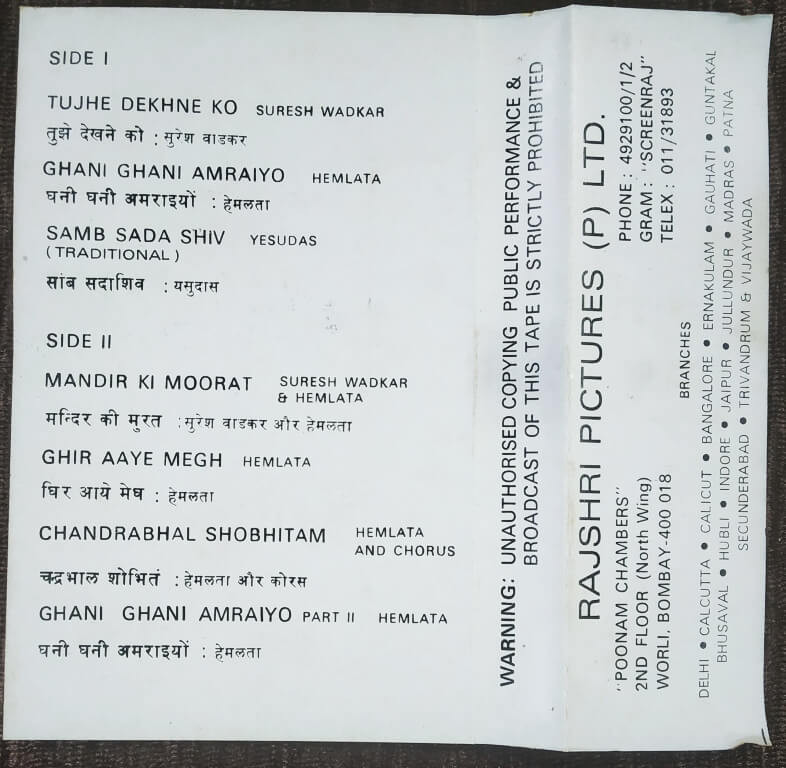 SIDE I
TUJHE DEKHNE KO SURESH WADKAR
तुझे देखने को : सुरेश वाडकर
GHANI GHANI AMRAIYO HEMLATA
घनी घनी अमराइयों : हेमलता
SAMB SADA SHIV YESUDAS
(TRADITIONAL)
सांब सदाशिव : यसुदास
SIDE II
MANDIR KI MOORAT SURESH WADKAR
& HEMLATA
मन्दिर की मुरत : सुरेश वाडकर और हेमलता
GHIR AAYE MEGH HEMLATA
घिर आये मेघ : हेमलता
CHANDRABHAL SHOBHITAM HEMLATA
AND CHORUS
चद्रभाल शोभितं : हेमलता और कोरस
GHANI GHANI AMRAIYO PART II HEMLATA
घनी घनी अमराइयों : हेमलता
WARNING: UNAUTHORISED COPYING PUBLIC PERFORMANCE &
BROADCAST OF THIS TAPE IS STRICTLY PROHIBITED
RAJSHRI PICTURES (P) LTD.
"POONAM CHAMBERS"
2ND FLOOR (North Wing)
WORLI, BOMBAY-400 018
PHONE: 4929100/1/2
GRAM: "SCREENRAJ"
TELEX: 011/31893
BRANCHES
DELHI • CALCUTTA • CALICUT • BANGALORE • ERNAKULAM • GAUHATI • GUNTAKAL
BHUSAVAL • HUBLI • INDORE • JAIPUR • JULLUNDUR • MADRAS • PATNA
SECUNDERABAD • TRIVANDRUM & VIJAYWADA